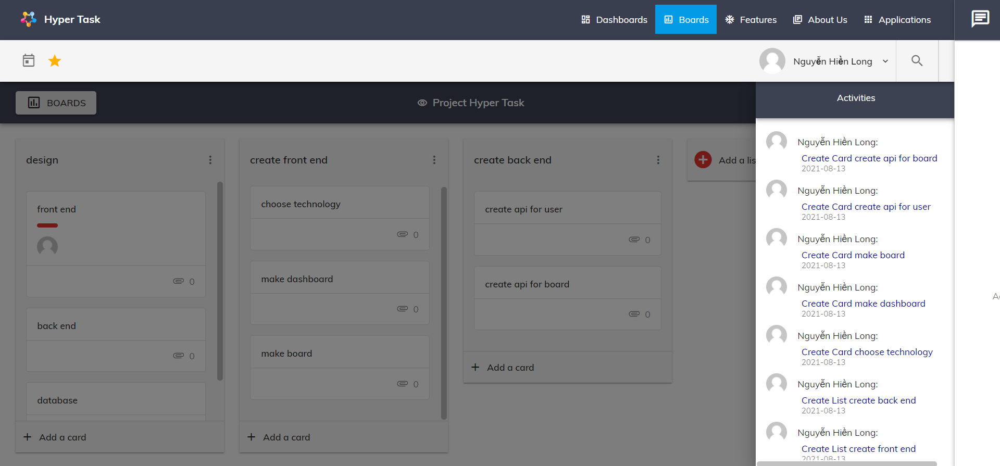 Hyper Task
Dashboards
Boards
Features
About Us
Applications
Nguyễn Hiền Long
BOARDS
Project Hyper Task
design
front end
0
back end
0
database
Add a card
create front end
choose technology
0
make dashboard
0
make board
0
Add a card
create back end
create api for user
0
create api for board
0
Add a card
Add a lis
Activities
Nguyễn Hiền Long:
Create Card create api for board
2021-08-13
Nguyễn Hiền Long:
Create Card create api for user
2021-08-13
Nguyễn Hiền Long:
Create Card make board
2021-08-13
Nguyễn Hiền Long:
Create Card make dashboard
2021-08-13
Nguyễn Hiền Long:
Create Card choose technology
2021-08-13
Nguyễn Hiền Long:
Create List create back end
2021-08-13
Nguyễn Hiền Long:
Create List create front end
2021-08-13